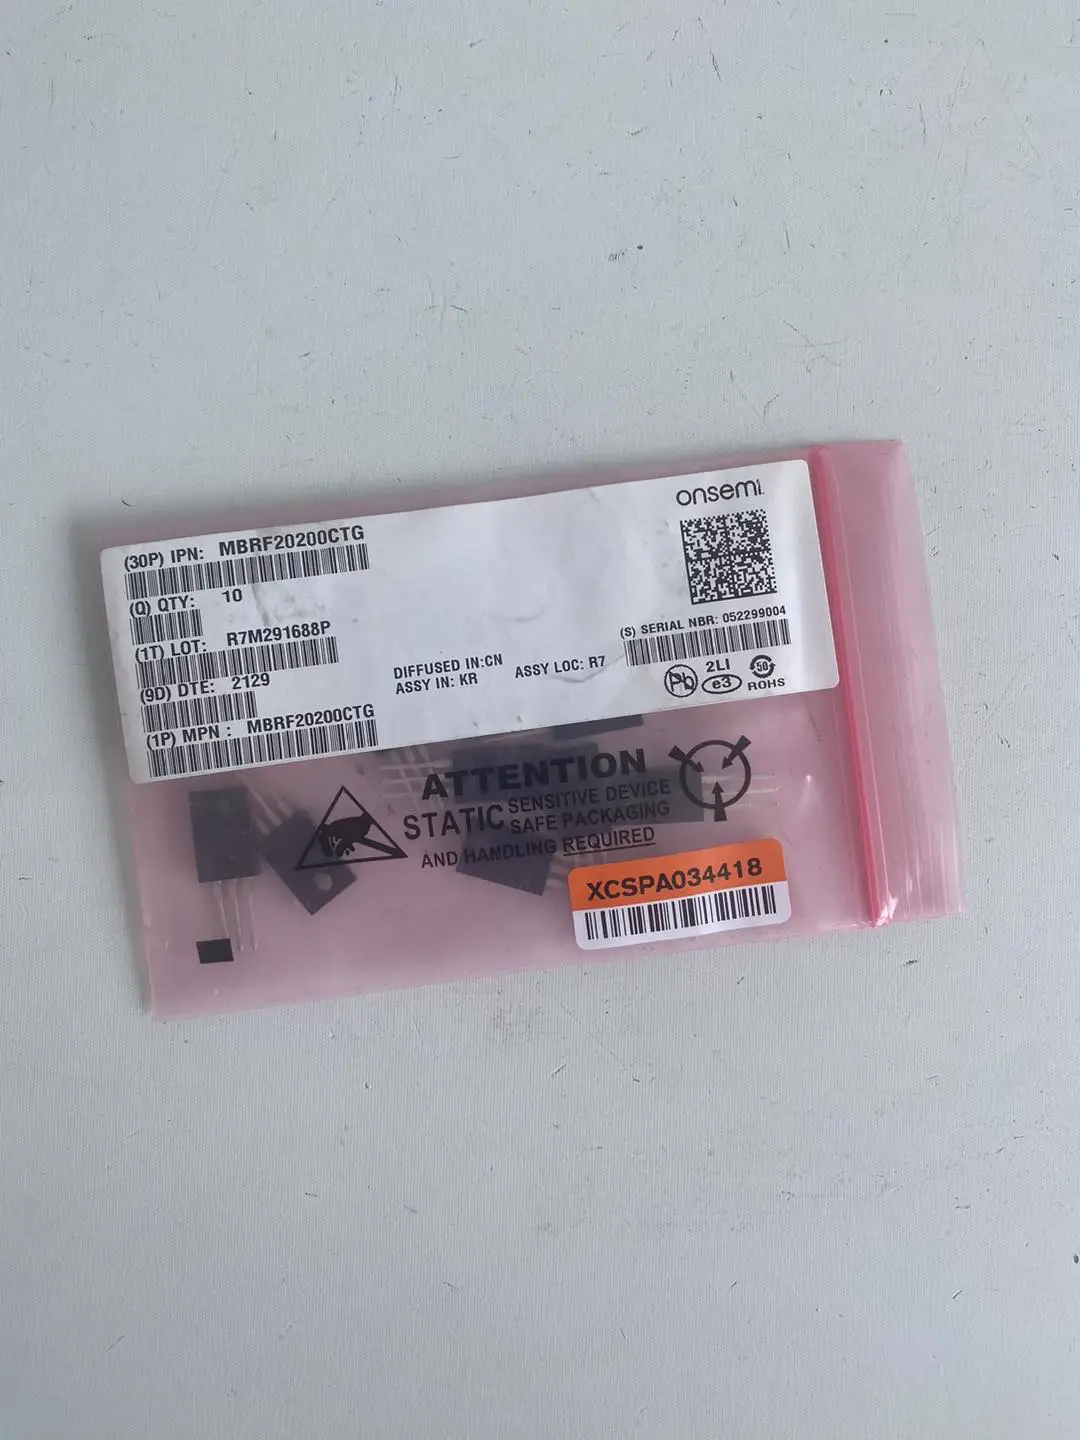 onsemi
(30P) IPN: MBRF20200CTG
(Q) QTY: 10
(1T) LOT: R7M291688P
(9D) DTE: 2129
(1P) MPN : MBRF20200CTG
DIFFUSED IN:CN
ASSY IN: KR
ASSY LOC: R7
(S) SERIAL NBR: 052299004
Pb
2LI
e3
50
ROHS
ATTENTION
STATIC SENSITIVE DEVICE
SAFE PACKAGING
AND HANDLING REQUIRED
XCSPA034418